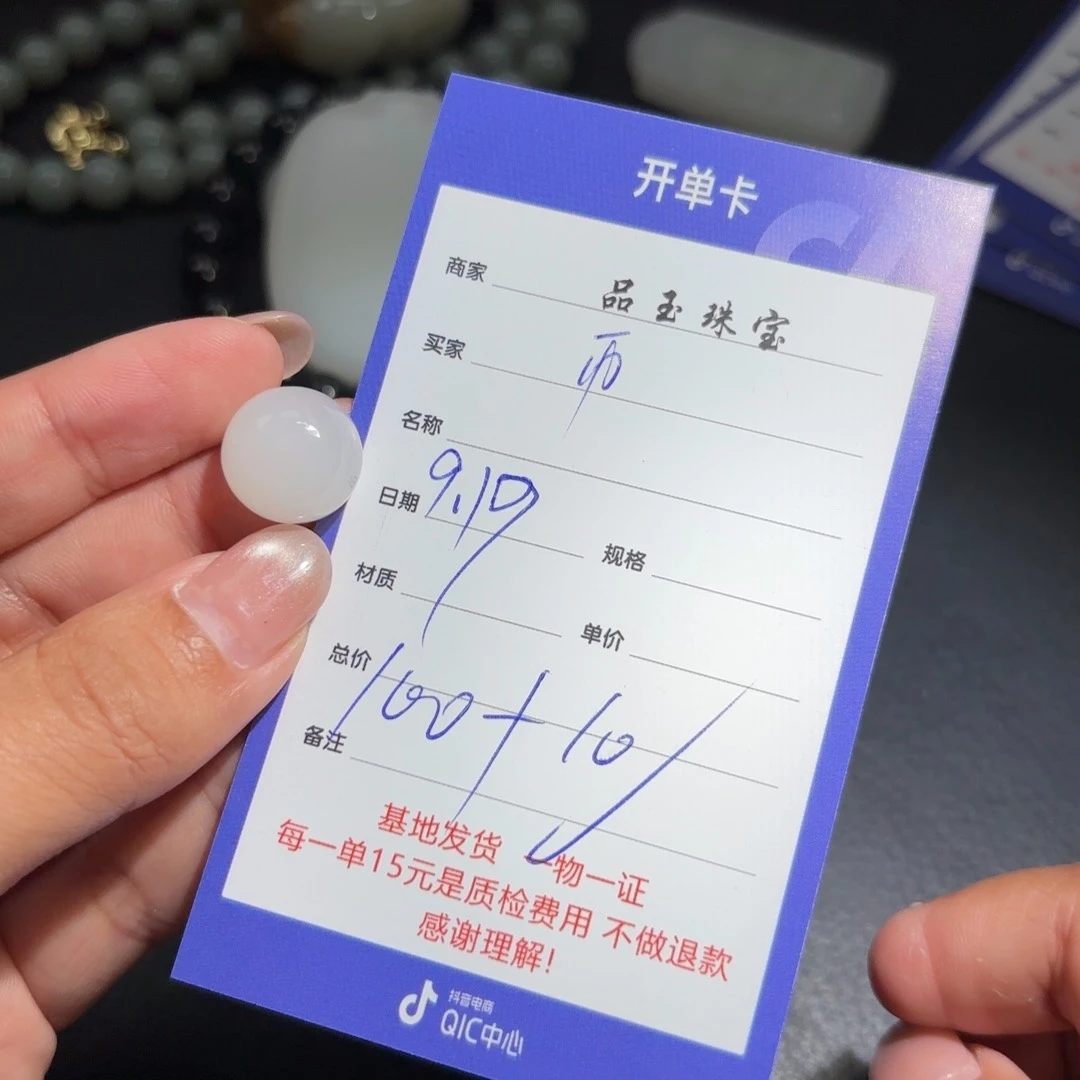 开单卡
商家 品玉珠宝
买家 币
名称
日期 9.19
规格
材质
单价
总价 100+10
备注
基地发货 一物一证
每一单15元是质检费用 不做退款
感谢理解!
抖音电商
QIC中心